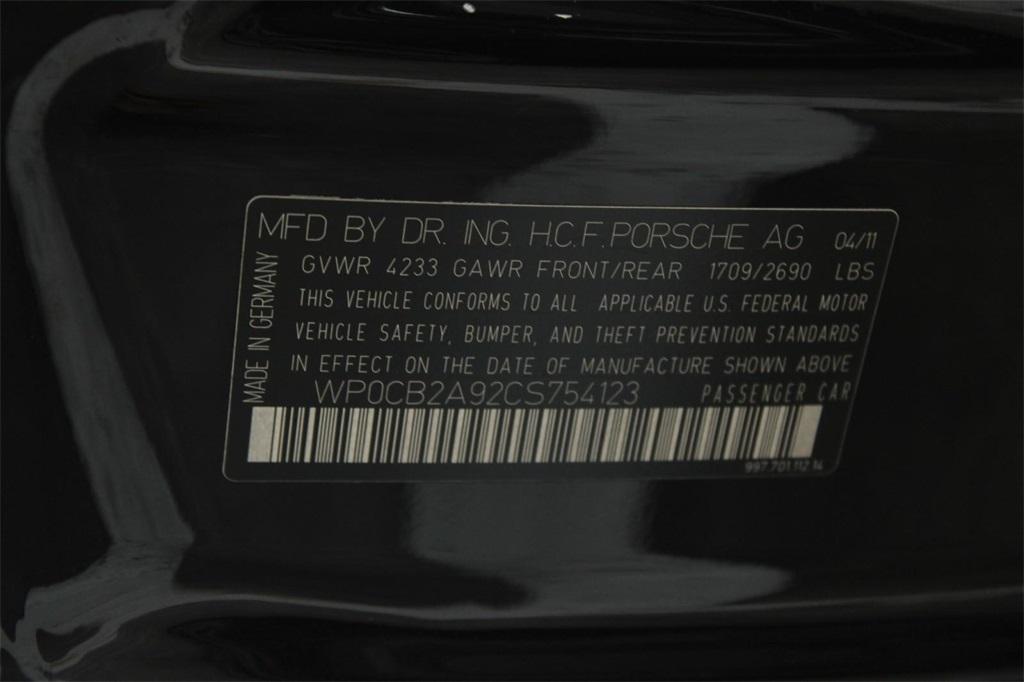 MFD BY DR. ING. H.C.F. PORSCHE AG 04/11
GVWR 4233 GAWR FRONT/REAR 1709/2690 LBS
THIS VEHICLE CONFORMS TO ALL APPLICABLE U.S. FEDERAL MOTOR
VEHICLE SAFETY, BUMPER, AND THEFT PREVENTION STANDARDS
IN EFFECT ON THE DATE OF MANUFACTURE SHOWN ABOVE
WP0CB2A92CS754123 PASSENGER CAR
997.701.112.14
MADE IN GERMANY